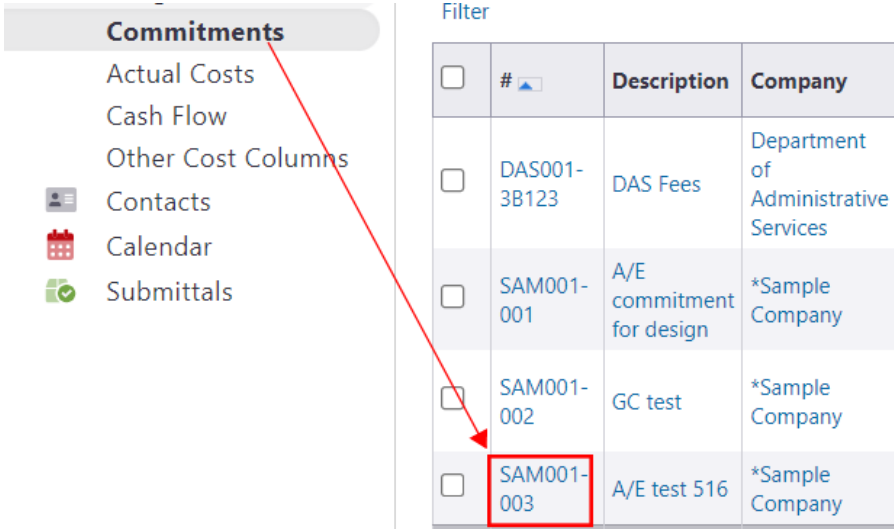 Commitments
Actual Costs
Cash Flow
Other Cost Columns
Contacts
Calendar
Submittals
Filter
# Description Company
DAS001-
3B123
DAS Fees
Department
of
Administrative
Services
SAM001-
001
A/E
commitment
for design
*Sample
Company
SAM001-
002
GC test
*Sample
Company
SAM001-
003
A/E test 516
*Sample
Company